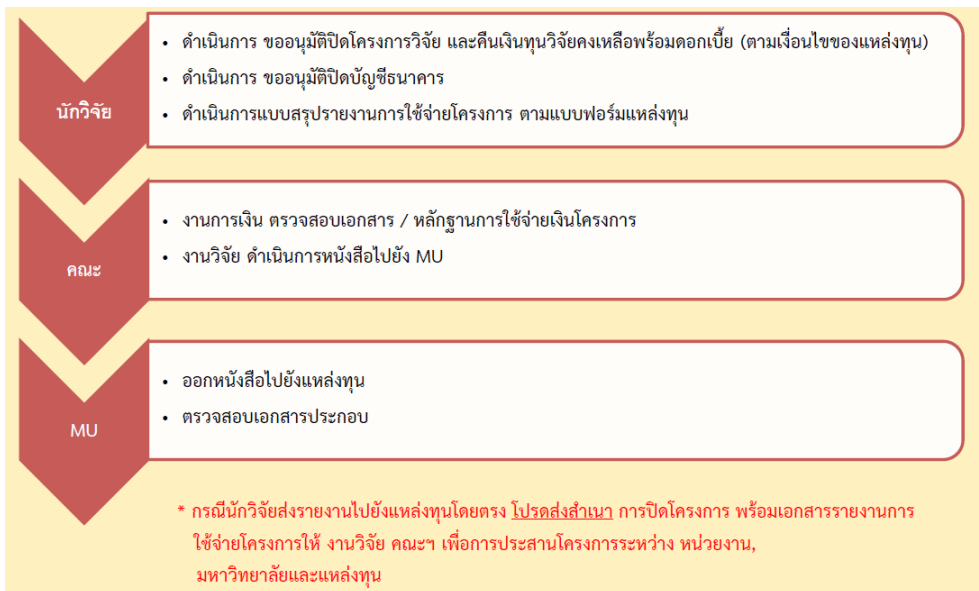 นักวิจัย
• ดำเนินการ ขออนุมัติปิดโครงการวิจัย และคืนเงินทุนวิจัยคงเหลือพร้อมดอกเบี้ย (ตามเงื่อนไขของแหล่งทุน)
• ดำเนินการ ขออนุมัติปิดบัญชีธนาคาร
• ดำเนินการแบบสรุปรายงานการใช้จ่ายโครงการ ตามแบบฟอร์มแหล่งทุน
คณะ
• งานการเงิน ตรวจสอบเอกสาร / หลักฐานการใช้จ่ายเงินโครงการ
• งานวิจัย ดำเนินการหนังสือไปยัง MU
MU
• ออกหนังสือไปยังแหล่งทุน
• ตรวจสอบเอกสารประกอบ
* กรณีนักวิจัยส่งรายงานไปยังแหล่งทุนโดยตรง โปรดส่งสำเนา การปิดโครงการ พร้อมเอกสารรายงานการ
ใช้จ่ายโครงการให้ งานวิจัย คณะฯ เพื่อการประสานโครงการระหว่าง หน่วยงาน,
มหาวิทยาลัยและแหล่งทุน